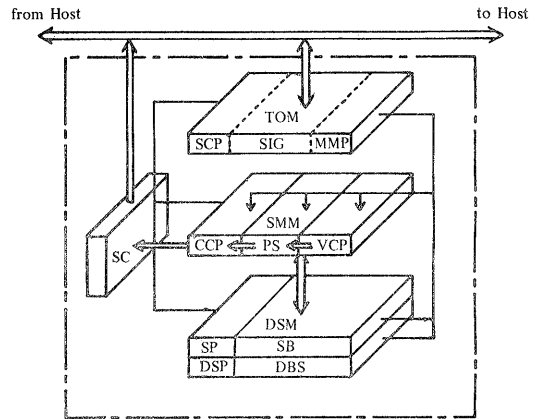 from Host to Host
TOM
SCP SIG MMP
SMM
SC CCP PS VCP
DSM
SP SB
DSP DBS